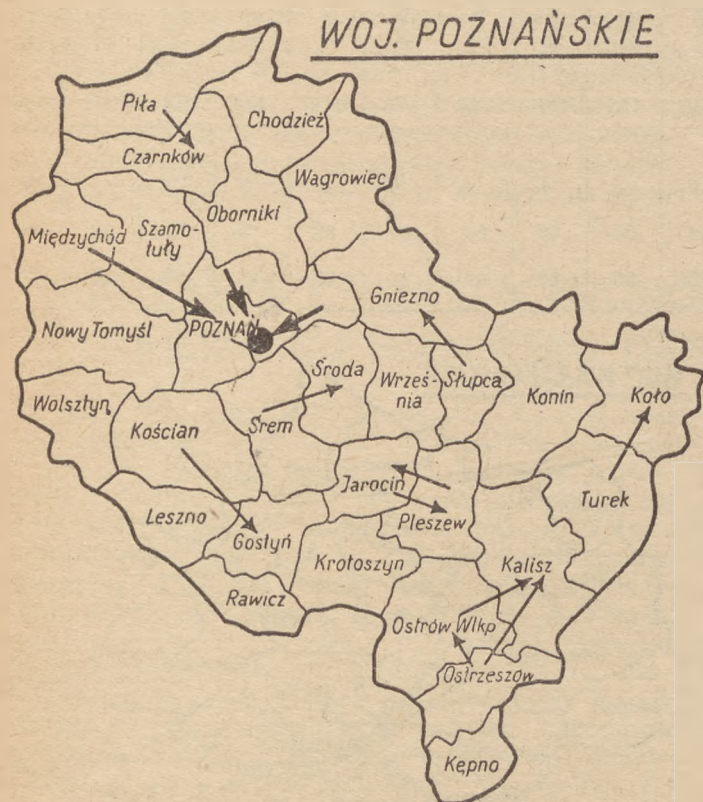 WOJ. POZNAŃSKIE
Piła
Chodzież
Czarnków
Wągrowiec
Oborniki
Międzychód
Szamo-
tuły
Gniezno
Nowy Tomyśl
POZNAŃ
Środa
Wrześ-
nia
Słupca
Konin
Koło
Wolsztyn
Kościan
Śrem
Jarocin
Turek
Leszno
Gostyń
Pleszew
Krotoszyn
Kalisz
Rawicz
Ostrów Wlkp
Ostrzeszów
Kępno